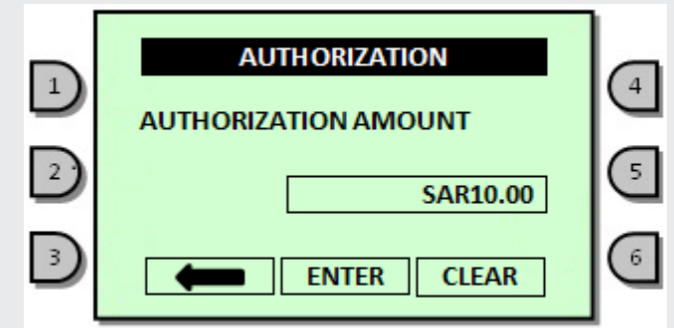 AUTHORIZATION
1
4
AUTHORIZATION AMOUNT
2
5
SAR10.00
3
ENTER
CLEAR
6